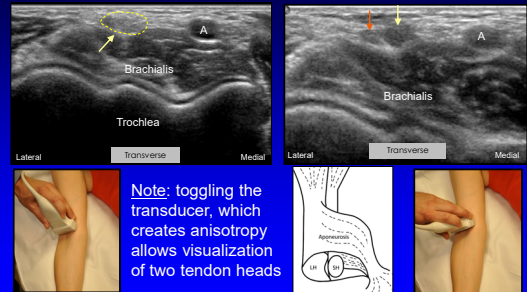 A
Brachialis
Trochlea
Lateral
Transverse
Medial
A
Brachialis
Lateral
Transverse
Medial
Note: toggling the
transducer, which
creates anisotropy
allows visualization
of two tendon heads
Aponeurosis
LH
SH